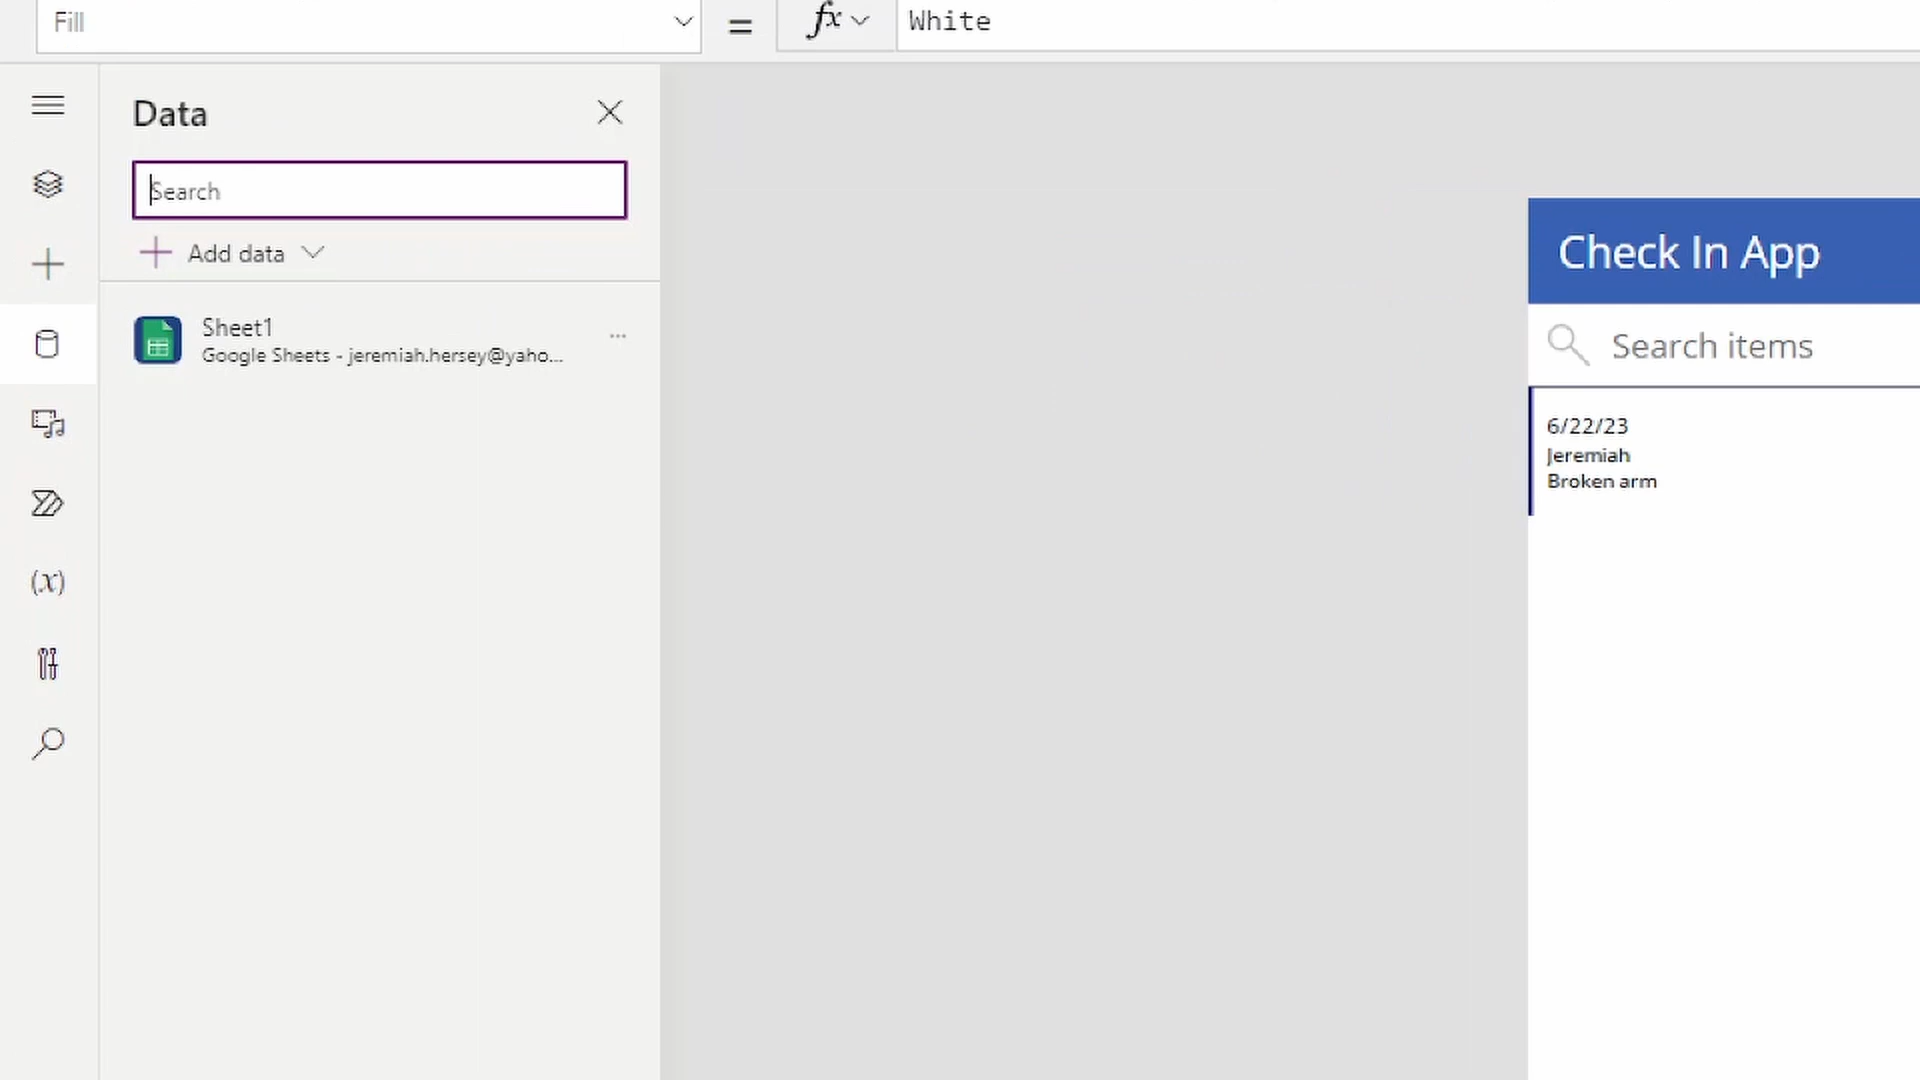 Fill
=
fx
White
Data
Search
Add data
Sheet1
Google Sheets - jeremiah.hersey@yaho...
(x)
Check In App
Search items
6/22/23
Jeremiah
Broken arm